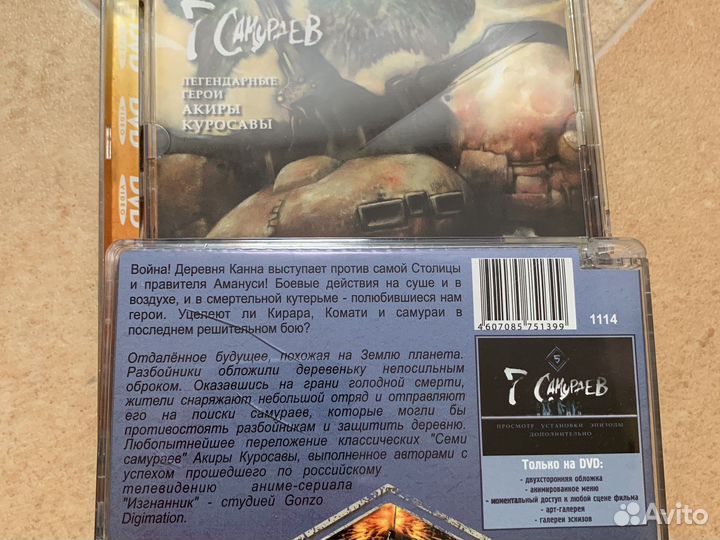 7 САМУРАЕВ
ЛЕГЕНДАРНЫЕ
ГЕРОИ
АКИРЫ
КУРОСАВЫ
DVD
VIDEO
DVD
VIDEO
DVD
VIDEO
Война! Деревня Канна выступает против самой Столицы
и правителя Амануси! Боевые действия на суше и в
воздухе, и в смертельной кутерьме - полюбившиеся нам
герои. Уцелеют ли Кирара, Комати и самураи в
последнем решительном бою?
4607085751399
1114
Отдалённое будущее, похожая на Землю планета.
Разбойники обложили деревеньку непосильным
оброком. Оказавшись на грани голодной смерти,
жители снаряжают небольшой отряд и отправляют
его на поиски самураев, которые могли бы
противостоять разбойникам и защитить деревню.
Любопытнейшее переложение классических "Семи
самураев" Акиры Куросавы, выполненное авторами с
успехом прошедшего по российскому
телевидению аниме-сериала
"Изгнанник" - студией Gonzo
Digimation.
5
7 САМУРАЕВ
ПРОСМОТР УСТАНОВКИ ЭПИЗОДЫ
ДОПОЛНИТЕЛЬНО
Только на DVD:
- двухсторонняя обложка
- анимированное меню
- моментальный доступ к любой сцене фильма
- арт-галерея
- галереи эскизов
Avito